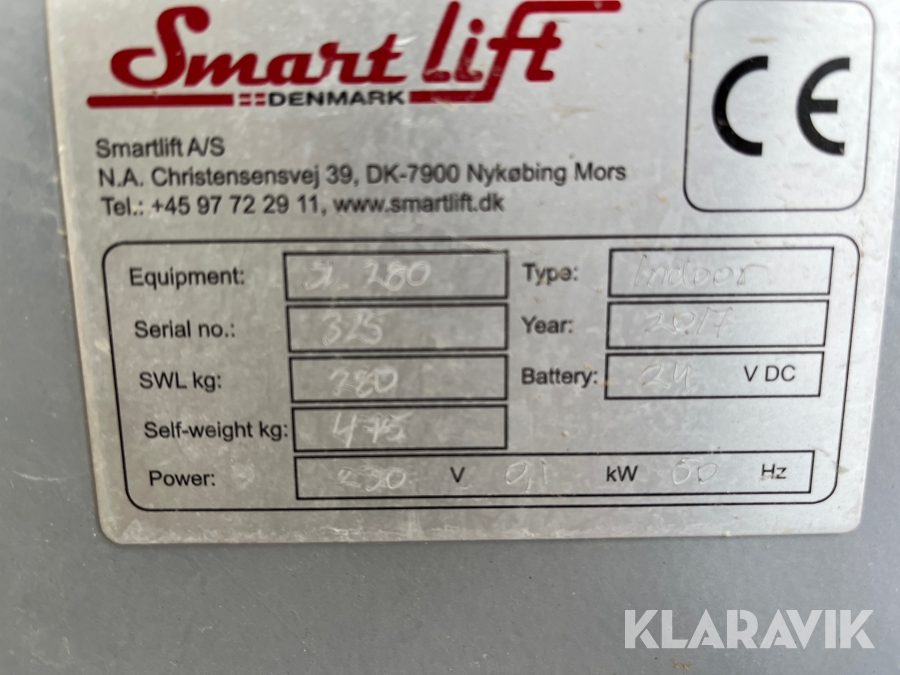 Smart lift
DENMARK
CE
Smartlift A/S
N.A. Christensensvej 39, DK-7900 Nykøbing Mors
Tel.: +45 97 72 29 11, www.smartlift.dk
Equipment: 280 Type: Indoor
Serial no.: 325 Year: 2017
SWL kg: 280 Battery: 24 V DC
Self-weight kg: 475
Power: 230 V 0,1 kW 50 Hz
KLARAVIK